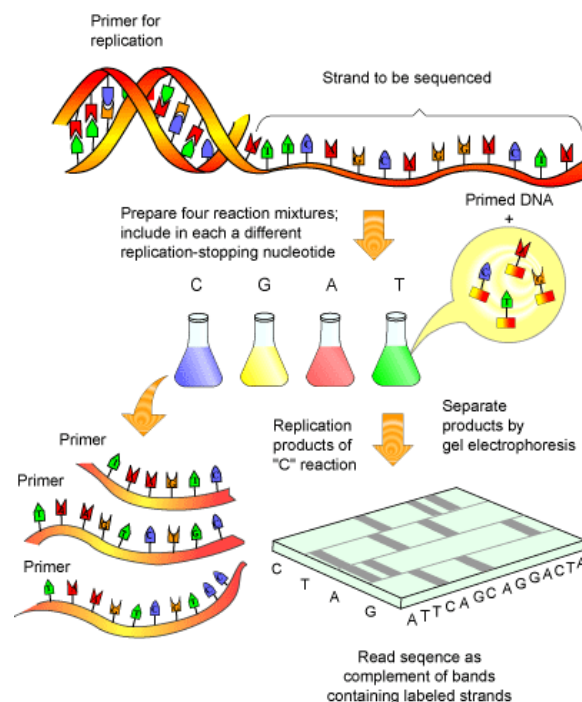 Primer for
replication
Strand to be sequenced
Primed DNA
+
Prepare four reaction mixtures;
include in each a different
replication-stopping nucleotide
C G A T
Replication
products of
"C" reaction
Separate
products by
gel electrophoresis
Primer
Primer
Primer
C T A G
ATTCAGCAGGACTA
Read seqence as
complement of bands
containing labeled strands